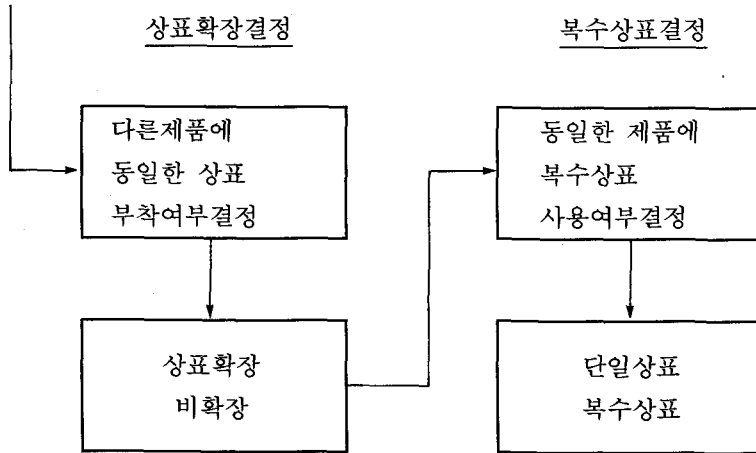 상표확장결정
다른제품에
동일한 상표
부착여부결정
상표확장
비확장
복수상표결정
동일한 제품에
복수상표
사용여부결정
단일상표
복수상표